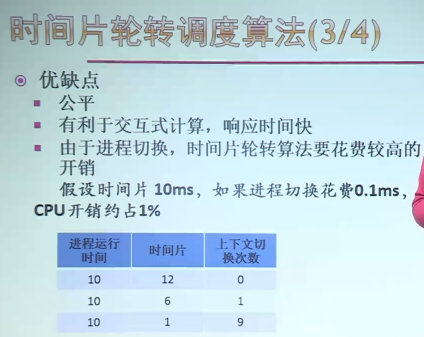 时间片轮转调度算法(3/4)
优缺点
公平
有利于交互式计算，响应时间快
由于进程切换，时间片轮转算法要花费较高的
开销
假设时间片 10ms，如果进程切换花费0.1ms，
CPU开销约占1%
进程运行时间 时间片 上下文切换次数
10 12 0
10 6 1
10 1 9